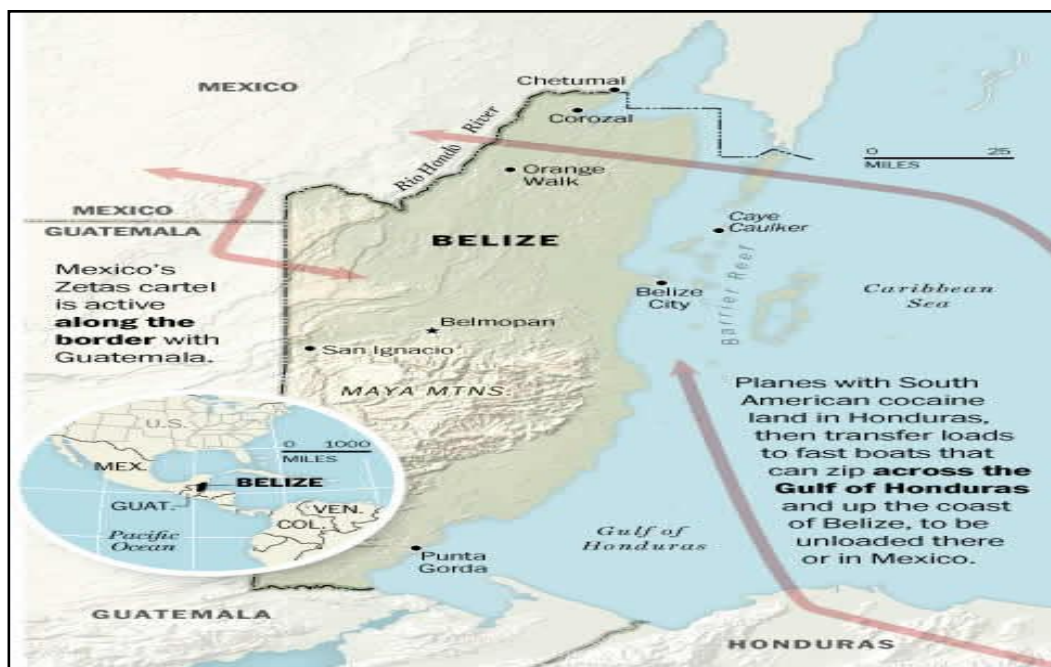 MEXICO
Chetumal
Corozal
Rio Hondo River
Orange
Walk
0 25
MILES
MEXICO
GUATEMALA
BELIZE
Caye
Caulker
Mexico's
Zetas cartel
is active
along the
border with
Guatemala.
Belize
City
Barrier Reef
Caribbean
Sea
Belmopan
San Ignacio
MAYA MTNS.
Planes with South
American cocaine
land in Honduras,
then transfer loads
to fast boats that
can zip across the
Gulf of Honduras
and up the coast
of Belize, to be
unloaded there
or in Mexico.
U.S.
0 1000
MILES
MEX.
BELIZE
GUAT.
VEN.
COL.
Pacific
Ocean
Gulf of
Honduras
Punta
Gorda
GUATEMALA
HONDURAS